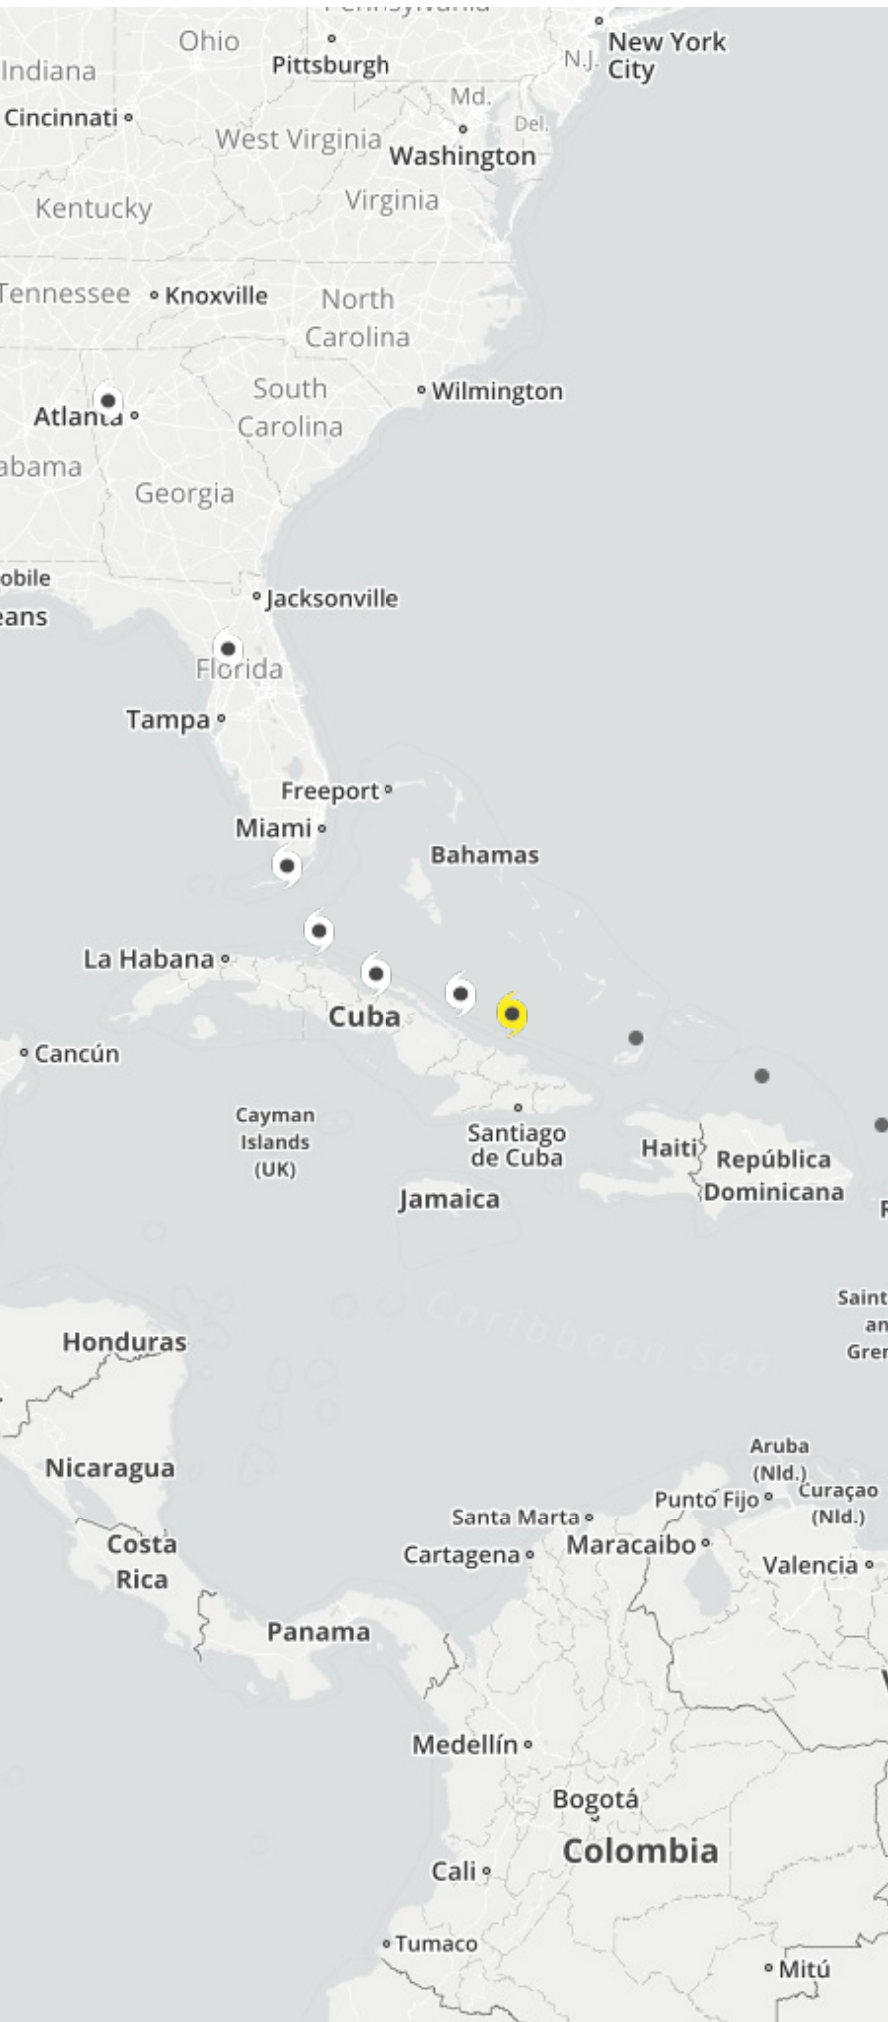 Pennsylvania
Ohio
New York
City
Pittsburgh
N.J.
Indiana
Md.
Cincinnati
Del.
West Virginia
Washington
Virginia
Kentucky
Tennessee
Knoxville
North
Carolina
South
Carolina
Wilmington
Atlanta
abama
Georgia
obile
Jacksonville
eans
Florida
Tampa
Freeport
Miami
Bahamas
La Habana
Cuba
Cancún
Cayman
Islands
(UK)
Santiago
de Cuba
Haiti
República
Dominicana
Jamaica
R
Caribbean Sea
Saint
an
Gren
Honduras
Nicaragua
Aruba
(Nld.)
Curaçao
(Nld.)
Punto Fijo
Santa Marta
Maracaibo
Cartagena
Valencia
Costa
Rica
Panama
Medellín
Bogotá
Colombia
Cali
Tumaco
Mitú